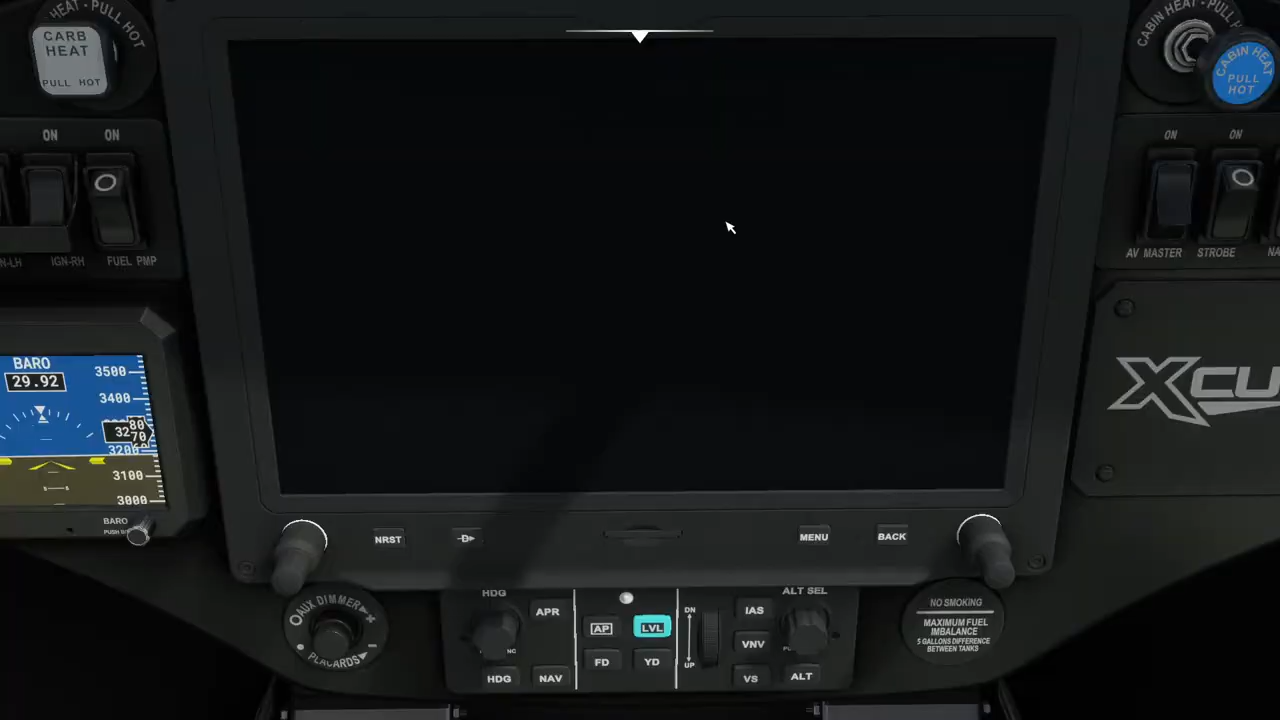 HEAT - PULL HOT
CARB
HEAT
PULL HOT
CABIN HEAT - PULL H
CABIN HEAT
PULL
HOT
ON ON
IGN-RH FUEL PMP
ON ON
AV MASTER STROBE
BARO
29.92
3500
3400
3200
3100
3000
BARO
XCU
NRST
D
MENU BACK
AUX DIMMER
PLACARDS
HDG
APR
HDG NAV
AP LVL
FD YD
DN
UP
IAS
VNV
VS
ALT SEL
ALT
NO SMOKING
MAXIMUM FUEL
IMBALANCE
5 GALLONS DIFFERENCE
BETWEEN TANKS